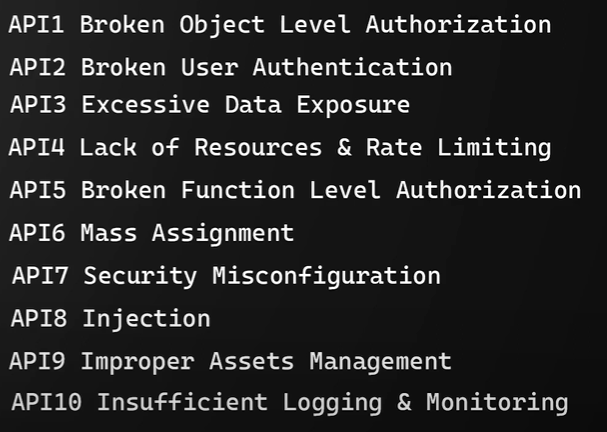 API1 Broken Object Level Authorization
API2 Broken User Authentication
API3 Excessive Data Exposure
API4 Lack of Resources & Rate Limiting
API5 Broken Function Level Authorization
API6 Mass Assignment
API7 Security Misconfiguration
API8 Injection
API9 Improper Assets Management
API10 Insufficient Logging & Monitoring